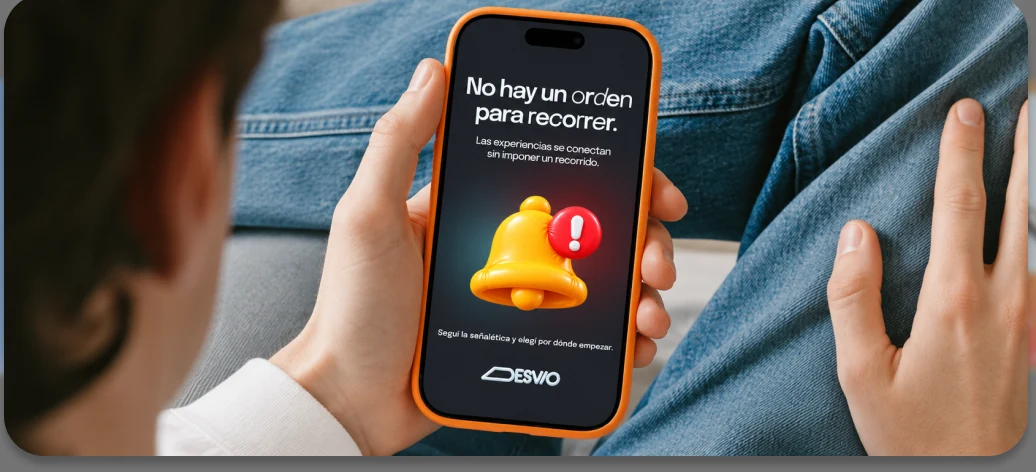 No hay un orden
para recorrer.
Las experiencias se conectan
sin imponer un recorrido.
Seguí la señalética y elegí por dónde empezar.
DESVIO